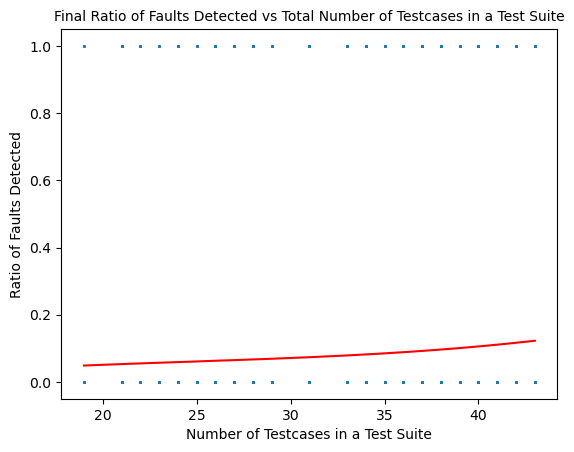 Final Ratio of Faults Detected vs Total Number of Testcases in a Test Suite
1.0
0.8
0.6
0.4
0.2
0.0
Ratio of Faults Detected
20 25 30 35 40
Number of Testcases in a Test Suite